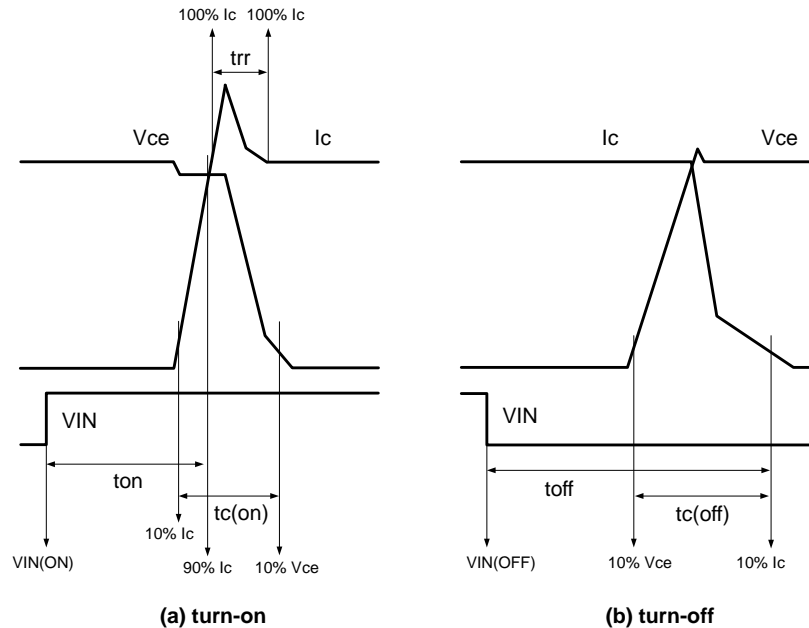 100% Ic 100% Ic
trr
Vce Ic
VIN
ton
tc(on)
10% Ic
VIN(ON)
90% Ic 10% Vce
(a) turn-on
Ic Vce
VIN
toff
tc(off)
VIN(OFF) 10% Vce 10% Ic
(b) turn-off